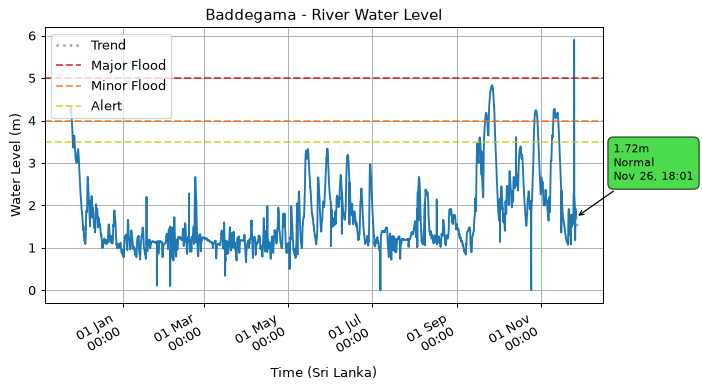 Baddegama - River Water Level
Water Level (m)
6
5
4
3
2
1
0
Trend
Major Flood
Minor Flood
Alert
1.72m
Normal
Nov 26, 18:01
01 Jan
00:00
01 Mar
00:00
01 May
00:00
01 Jul
00:00
01 Sep
00:00
01 Nov
00:00
Time (Sri Lanka)